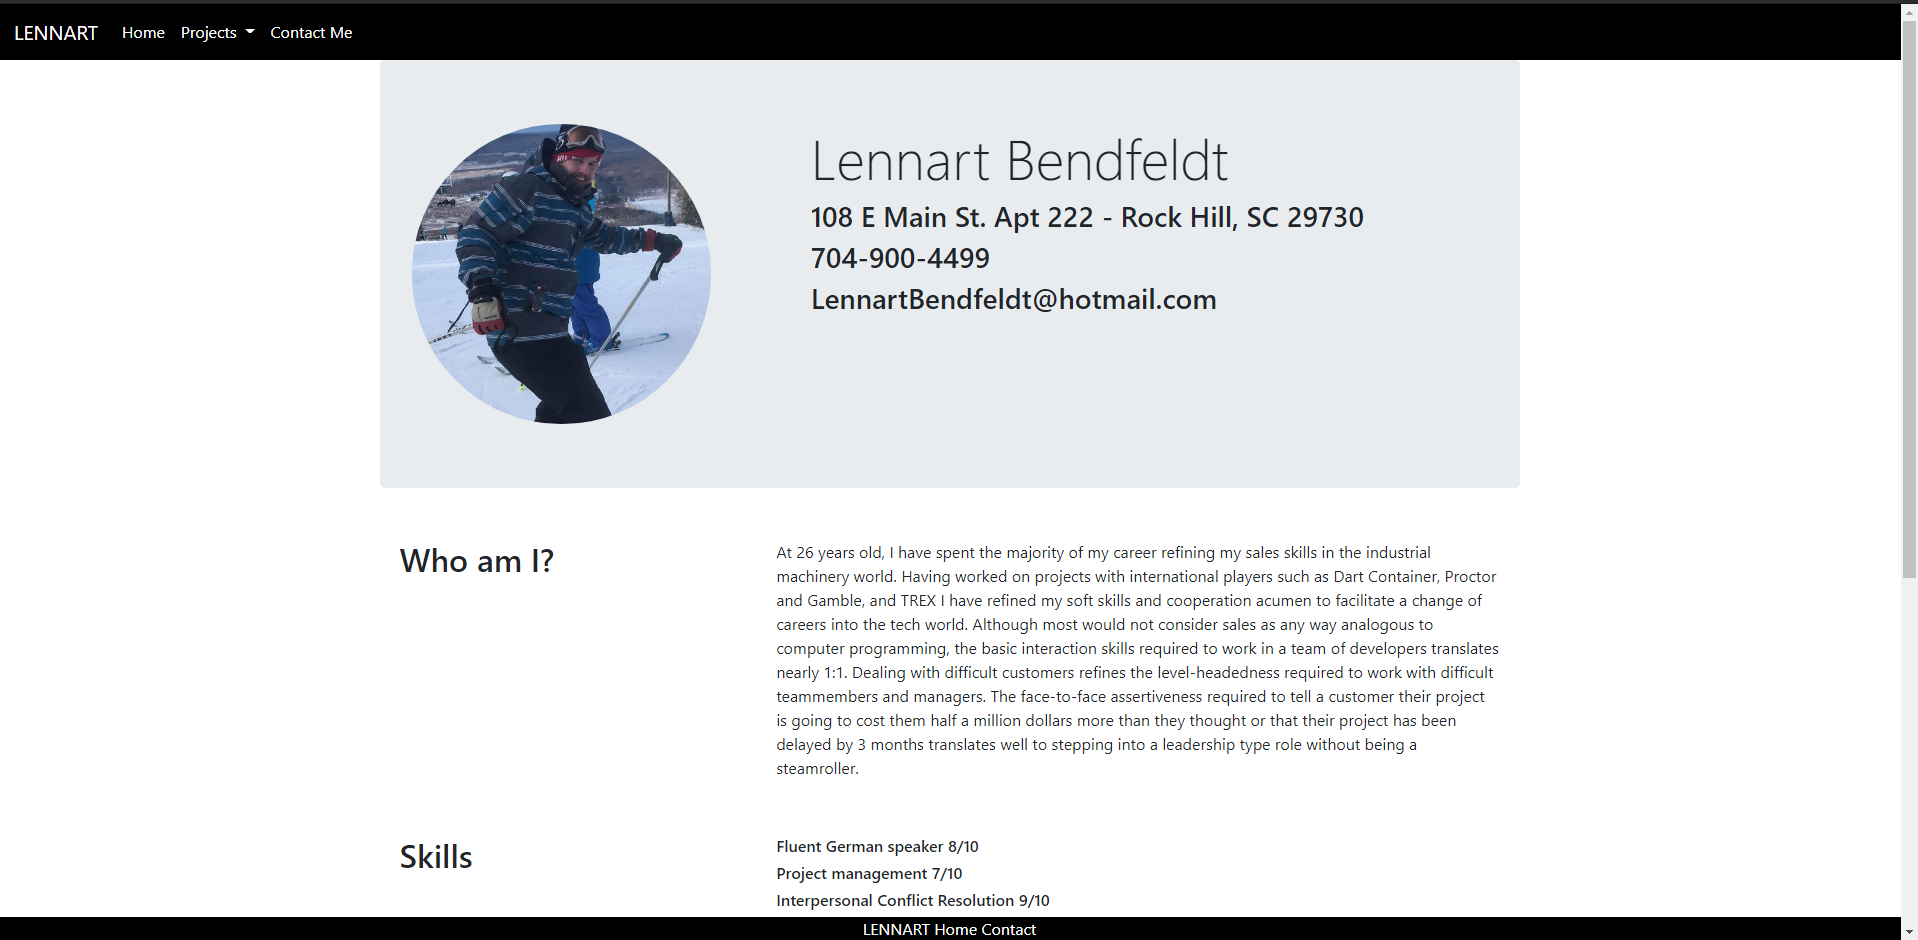 LENNART Home Projects Contact Me
Lennart Bendfeldt
108 E Main St. Apt 222 - Rock Hill, SC 29730
704-900-4499
LennartBendfeldt@hotmail.com
Who am I?
At 26 years old, I have spent the majority of my career refining my sales skills in the industrial
machinery world. Having worked on projects with international players such as Dart Container, Proctor
and Gamble, and TREX I have refined my soft skills and cooperation acumen to facilitate a change of
careers into the tech world. Although most would not consider sales as any way analogous to
computer programming, the basic interaction skills required to work in a team of developers translates
nearly 1:1. Dealing with difficult customers refines the level-headedness required to work with difficult
teammembers and managers. The face-to-face assertiveness required to tell a customer their project
is going to cost them half a million dollars more than they thought or that their project has been
delayed by 3 months translates well to stepping into a leadership type role without being a
steamroller.
Skills
Fluent German speaker 8/10
Project management 7/10
Interpersonal Conflict Resolution 9/10
LENNART Home Contact